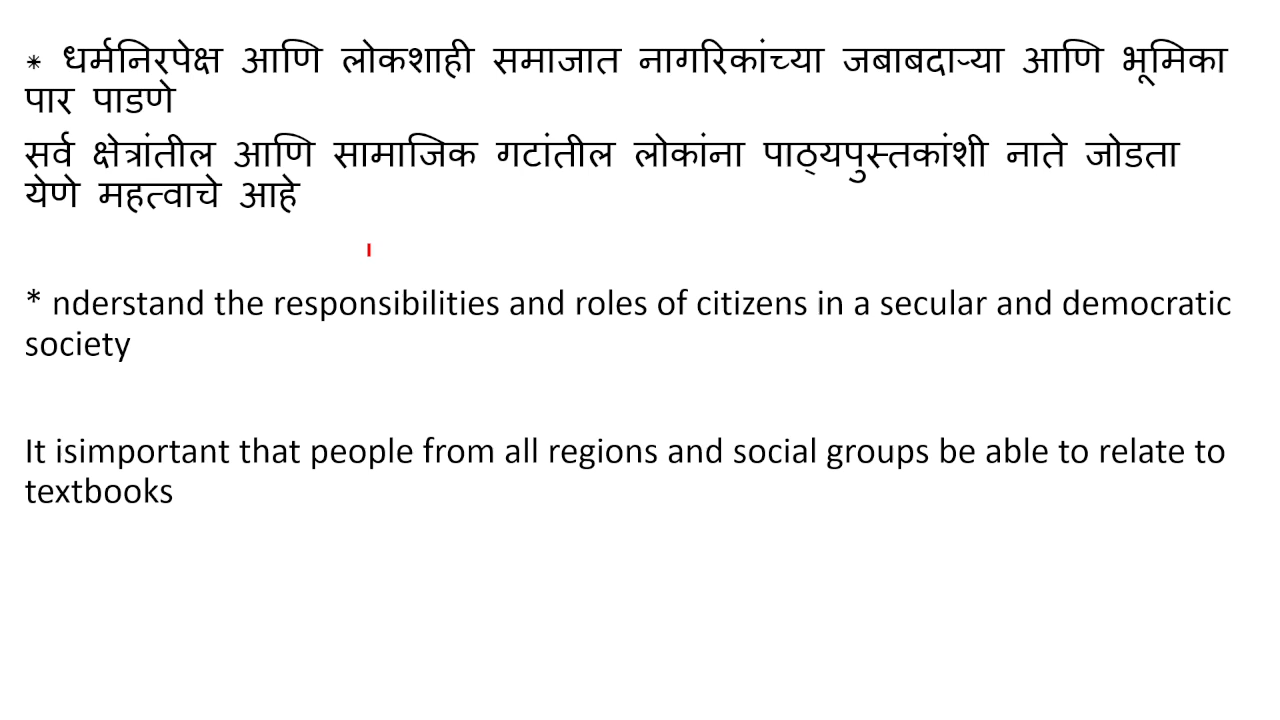 * धर्मनिरपेक्ष आणि लोकशाही समाजात नागरिकांच्या जबाबदाऱ्या आणि भूमिका
पार पाडणे
सर्व क्षेत्रांतील आणि सामाजिक गटांतील लोकांना पाठ्यपुस्तकांशी नाते जोडता
येणे महत्वाचे आहे
* nderstand the responsibilities and roles of citizens in a secular and democratic
society
It isimportant that people from all regions and social groups be able to relate to
textbooks